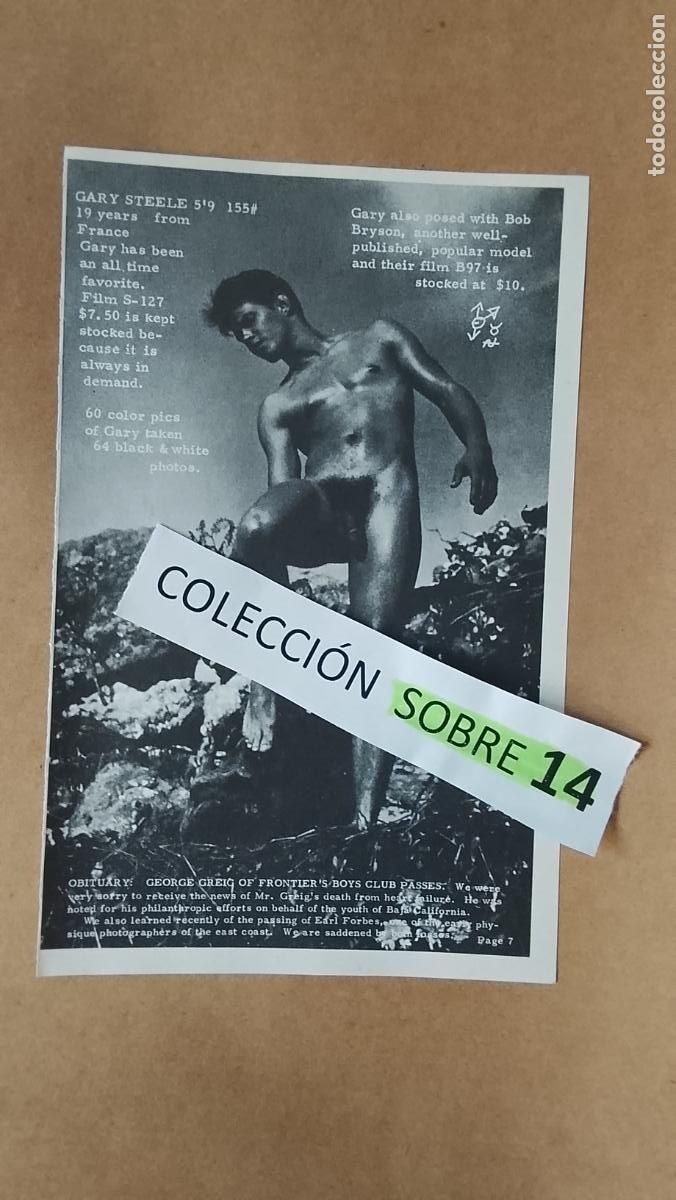 GARY STEELE 5'9 155#
19 years from
France
Gary has been
an all time
favorite.
Film S-127
$7.50 is kept
stocked be-
cause it is
always in
demand.
60 color pics
of Gary taken
64 black & white
photos.
Gary also posed with Bob
Bryson, another well-
published, popular model
and their film B97 is
stocked at $10.
COLECCIÓN SOBRE 14
OBITUARY: GEORGE GREIG OF FRONTIER'S BOYS CLUB PASSES. We were
very sorry to receive the news of Mr. Greig's death from heart failure. He was
noted for his philanthropic efforts on behalf of the youth of Baja California.
We also learned recently of the passing of Earl Forbes, one of the early phy-
sique photographers of the east coast. We are saddened by both losses.
Page 7
todocoleccion